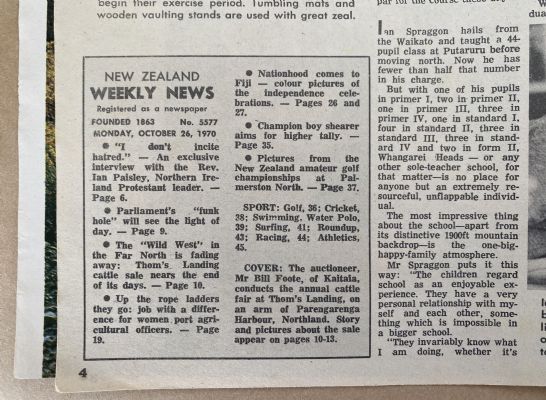 begin their exercise period. Tumbling mats and
wooden vaulting stands are used with great zeal.
NEW ZEALAND
WEEKLY NEWS
Registered as a newspaper
FOUNDED 1863 No. 5577
MONDAY, OCTOBER 26, 1970
● "I don't incite
hatred." — An exclusive
interview with the Rev.
Ian Paisley, Northern Ire-
land Protestant leader. —
Page 6.
● Parliament's "funk
hole" will see the light of
day. — Page 9.
● The "Wild West" in
the Far North is fading
away: Thom's Landing
cattle sale nears the end
of its days. — Page 10.
● Up the rope ladders
they go: job with a differ-
ence for women port agri-
cultural officers. — Page
19.
● Nationhood comes to
Fiji — colour pictures of
the independence cele-
brations. — Pages 26 and
27.
● Champion boy shearer
aims for higher tally. —
Page 35.
● Pictures from the
New Zealand amateur golf
championships at Pal-
merston North. — Page 37.
SPORT: Golf, 36; Cricket,
38; Swimming, Water Polo,
39; Surfing, 41; Roundup,
43; Racing, 44; Athletics,
45.
COVER: The auctioneer,
Mr Bill Foote, of Kaitaia,
conducts the annual cattle
fair at Thom's Landing, on
an arm of Parengarenga
Harbour, Northland. Story
and pictures about the sale
appear on pages 10-13.
4
par for the course
Ian Spraggon hails from
the Waikato and taught a 44-
pupil class at Putaruru before
moving north. Now he has
fewer than half that number
in his charge.
But with one of his pupils
in primer I, two in primer II,
one in primer III, three in
primer IV, one in standard I,
four in standard II, three in
standard III, three in stand-
ard IV and two in form II,
Whangarei Heads — or any
other sole-teacher school, for
that matter—is no place for
anyone but an extremely re-
sourceful, unflappable individ-
ual.
The most impressive thing
about the school—apart from
its distinctive 1900ft mountain
backdrop—is the one-big-
happy-family atmosphere.
Mr Spraggon puts it this
way: "The children regard
school as an enjoyable ex-
perience. They have a very
personal relationship with my-
self and each other, some-
thing which is impossible in
a bigger school.
"They invariably know what
I am doing, whether it's